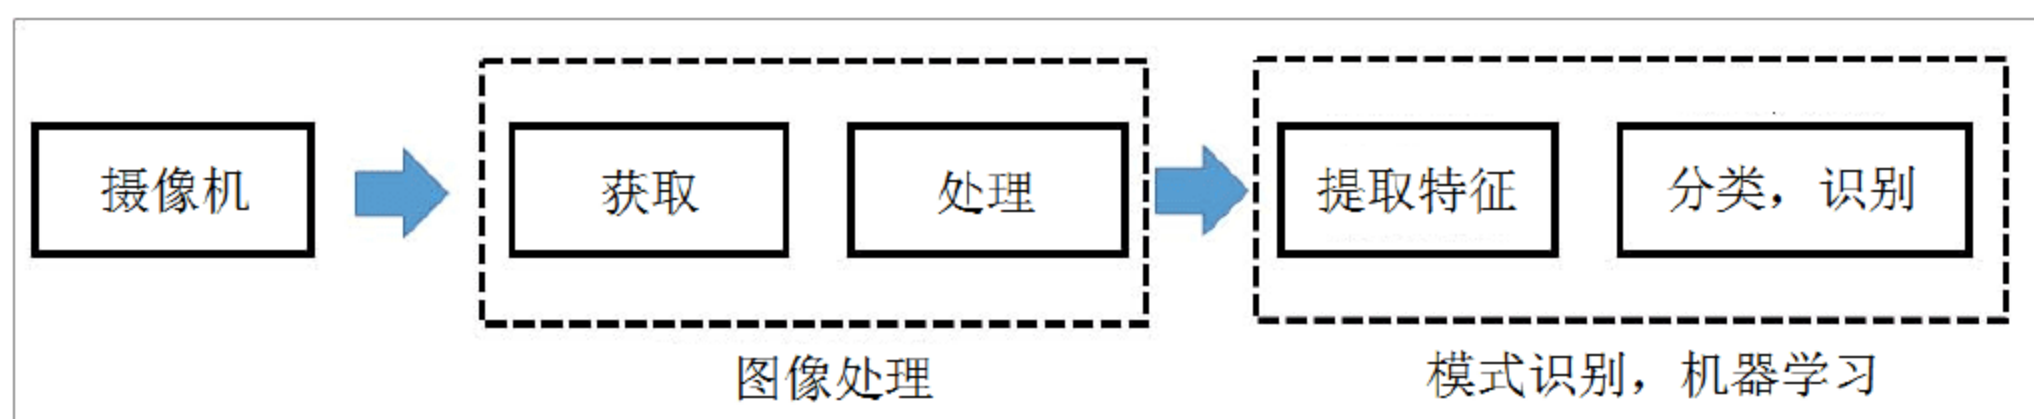 摄像机
获取
处理
提取特征
分类，识别
图像处理
模式识别，机器学习